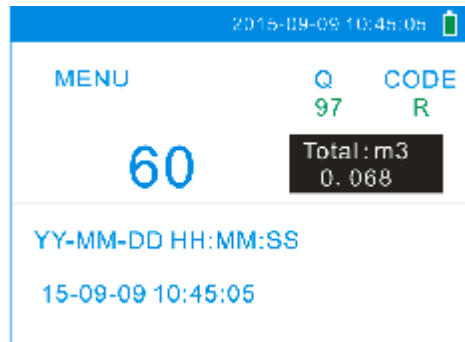 2015-09-09 10:45:05
MENU Q CODE
97 R
60 Total:m3
0.068
YY-MM-DD HH:MM:SS
15-09-09 10:45:05